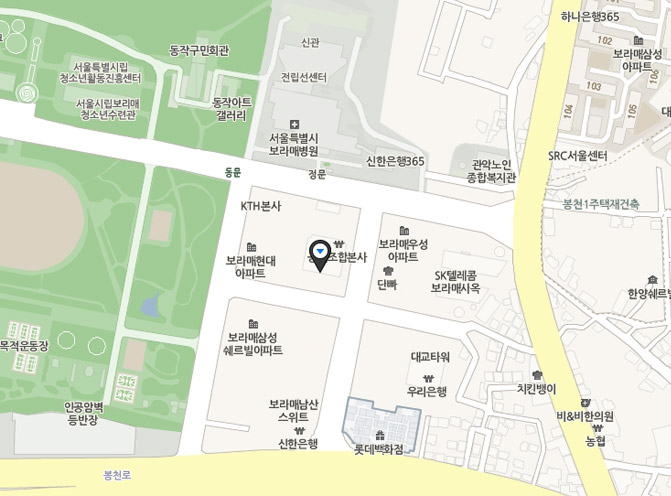 하나은행365
신관
동작구민회관
102
101
보라매삼성
아파트
서울특별시립
청소년활동진흥센터
전립선센터
103
106
105
104
서울시립보라매
청소년수련관
동작아트
갤러리
서울특별시
보라매병원
신한은행365
관악노인
종합복지관
SRC서울센터
동문
정문
KTH본사
봉천1주택재건축
보라매우성
아파트
조합본사
보라매현대
아파트
단빠
SK텔레콤
보라매사옥
한양쉐르
보라매삼성
쉐르빌아파트
목적운동장
대교타워
우리은행
치킨뱅이
인공암벽
등반장
보라매남산
스위트
신한은행
비&비한의원
농협
롯데백화점
봉천로